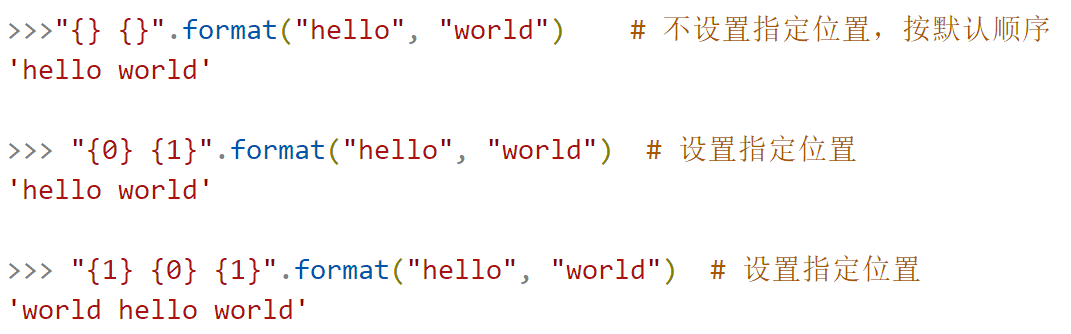 >>>"{} {}".format("hello", "world")    # 不设置指定位置，按默认顺序
'hello world'
>>> "{0} {1}".format("hello", "world")  # 设置指定位置
'hello world'
>>> "{1} {0} {1}".format("hello", "world")  # 设置指定位置
'world hello world'